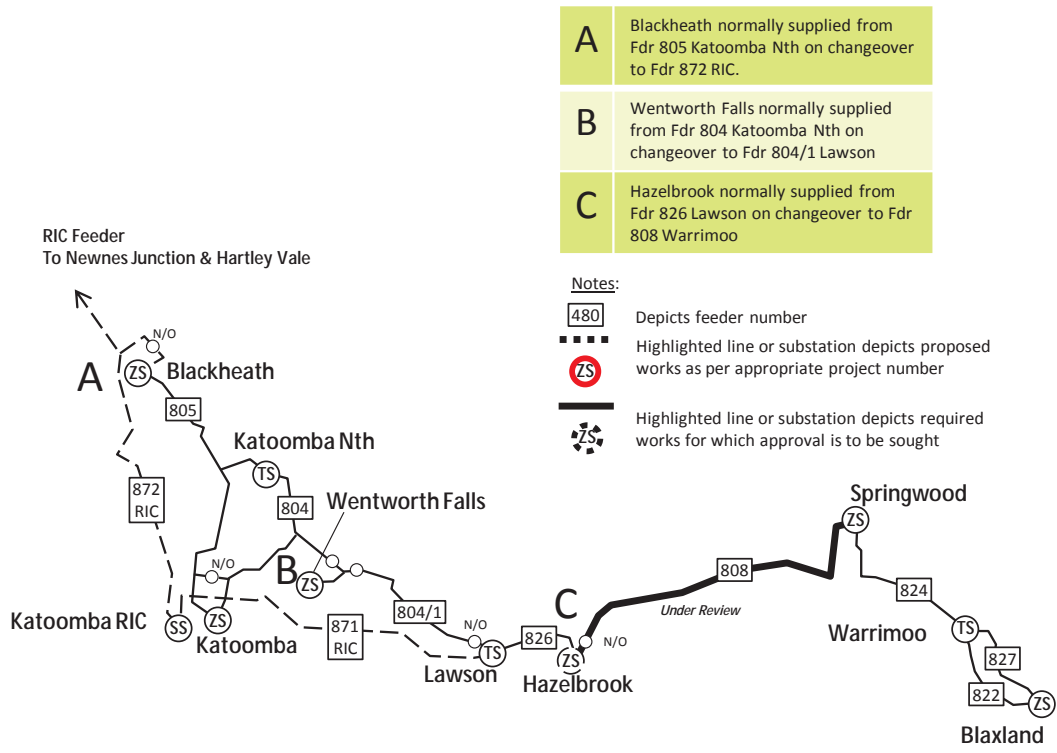 A
Blackheath normally supplied from
Fdr 805 Katoomba Nth on changeover
to Fdr 872 RIC.
B
Wentworth Falls normally supplied
from Fdr 804 Katoomba Nth on
changeover to Fdr 804/1 Lawson
C
Hazelbrook normally supplied from
Fdr 826 Lawson on changeover to Fdr
808 Warrimoo
RIC Feeder
To Newnes Junction & Hartley Vale
Notes:
480
Depicts feeder number
Highlighted line or substation depicts proposed
works as per appropriate project number
ZS
Highlighted line or substation depicts required
works for which approval is to be sought
ZS
N/O
A
ZS
Blackheath
805
Katoomba Nth
TS
872
RIC
804
Wentworth Falls
N/O
B
ZS
Katoomba RIC
SS
ZS
Katoomba
871
RIC
804/1
N/O
Lawson
TS
826
C
ZS
N/O
Hazelbrook
808
Under Review
Springwood
ZS
824
Warrimoo
TS
827
822
ZS
Blaxland